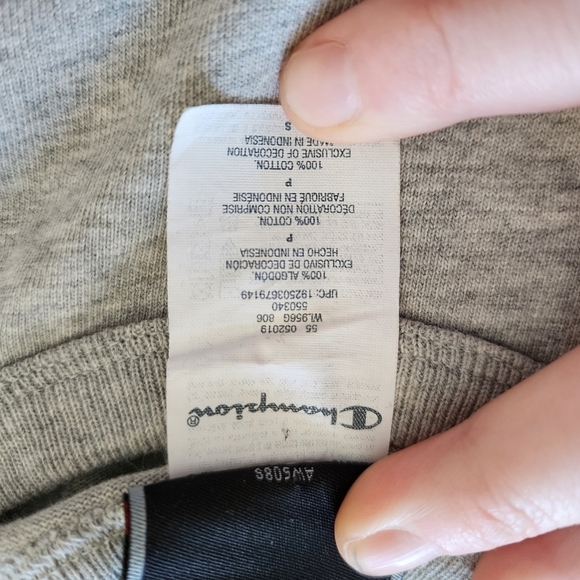 AW508S
Champion®
55 052019
WL956G 806
550340
UPC: 192503679149
100% ALGODÓN
EXCLUSIVO DE DECORACIÓN
HECHO EN INDONESIA
P
100% COTON.
DÉCORATION NON COMPRISE
FABRIQUÉ EN INDONÉSIE
P
100% COTTON.
EXCLUSIVE OF DECORATION
MADE IN INDONESIA
S